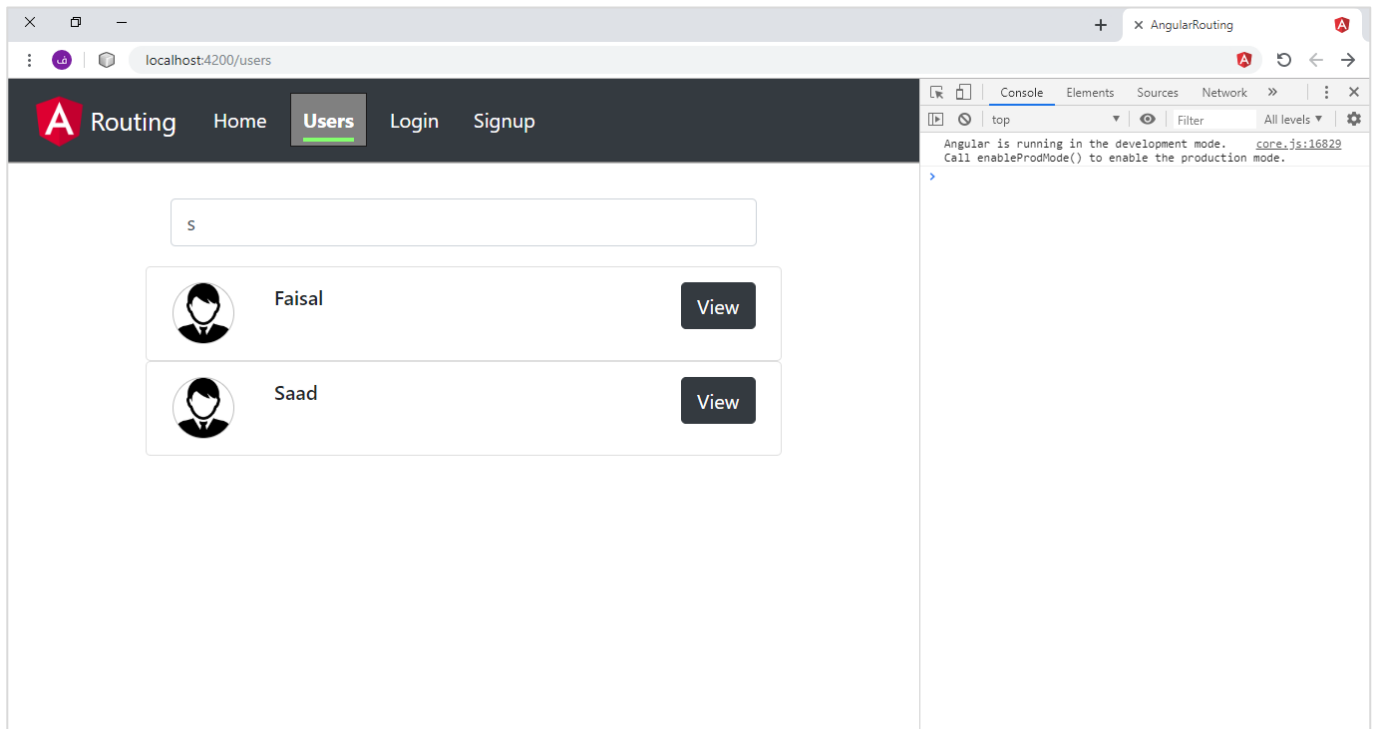 AngularRouting
ف
localhost:4200/users
A Routing Home Users Login Signup
s
Faisal View
Saad View
Console Elements Sources Network
top Filter All levels
Angular is running in the development mode. core.js:16829
Call enableProdMode() to enable the production mode.